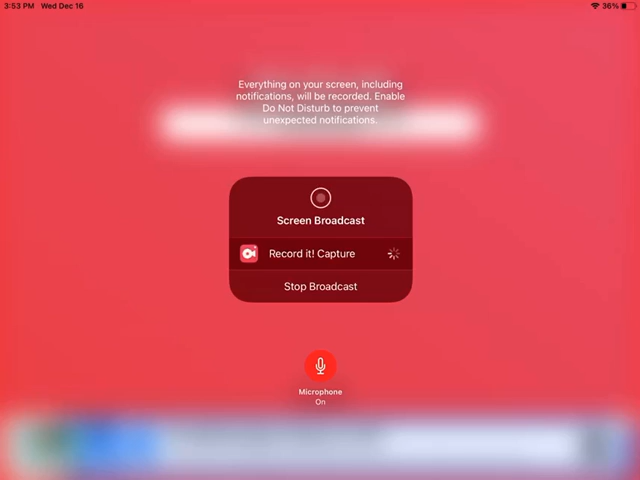 3:53 PM Wed Dec 16
36%
Everything on your screen, including
notifications, will be recorded. Enable
Do Not Disturb to prevent
unexpected notifications.
Screen Broadcast
Record it! Capture
Stop Broadcast
Microphone
On